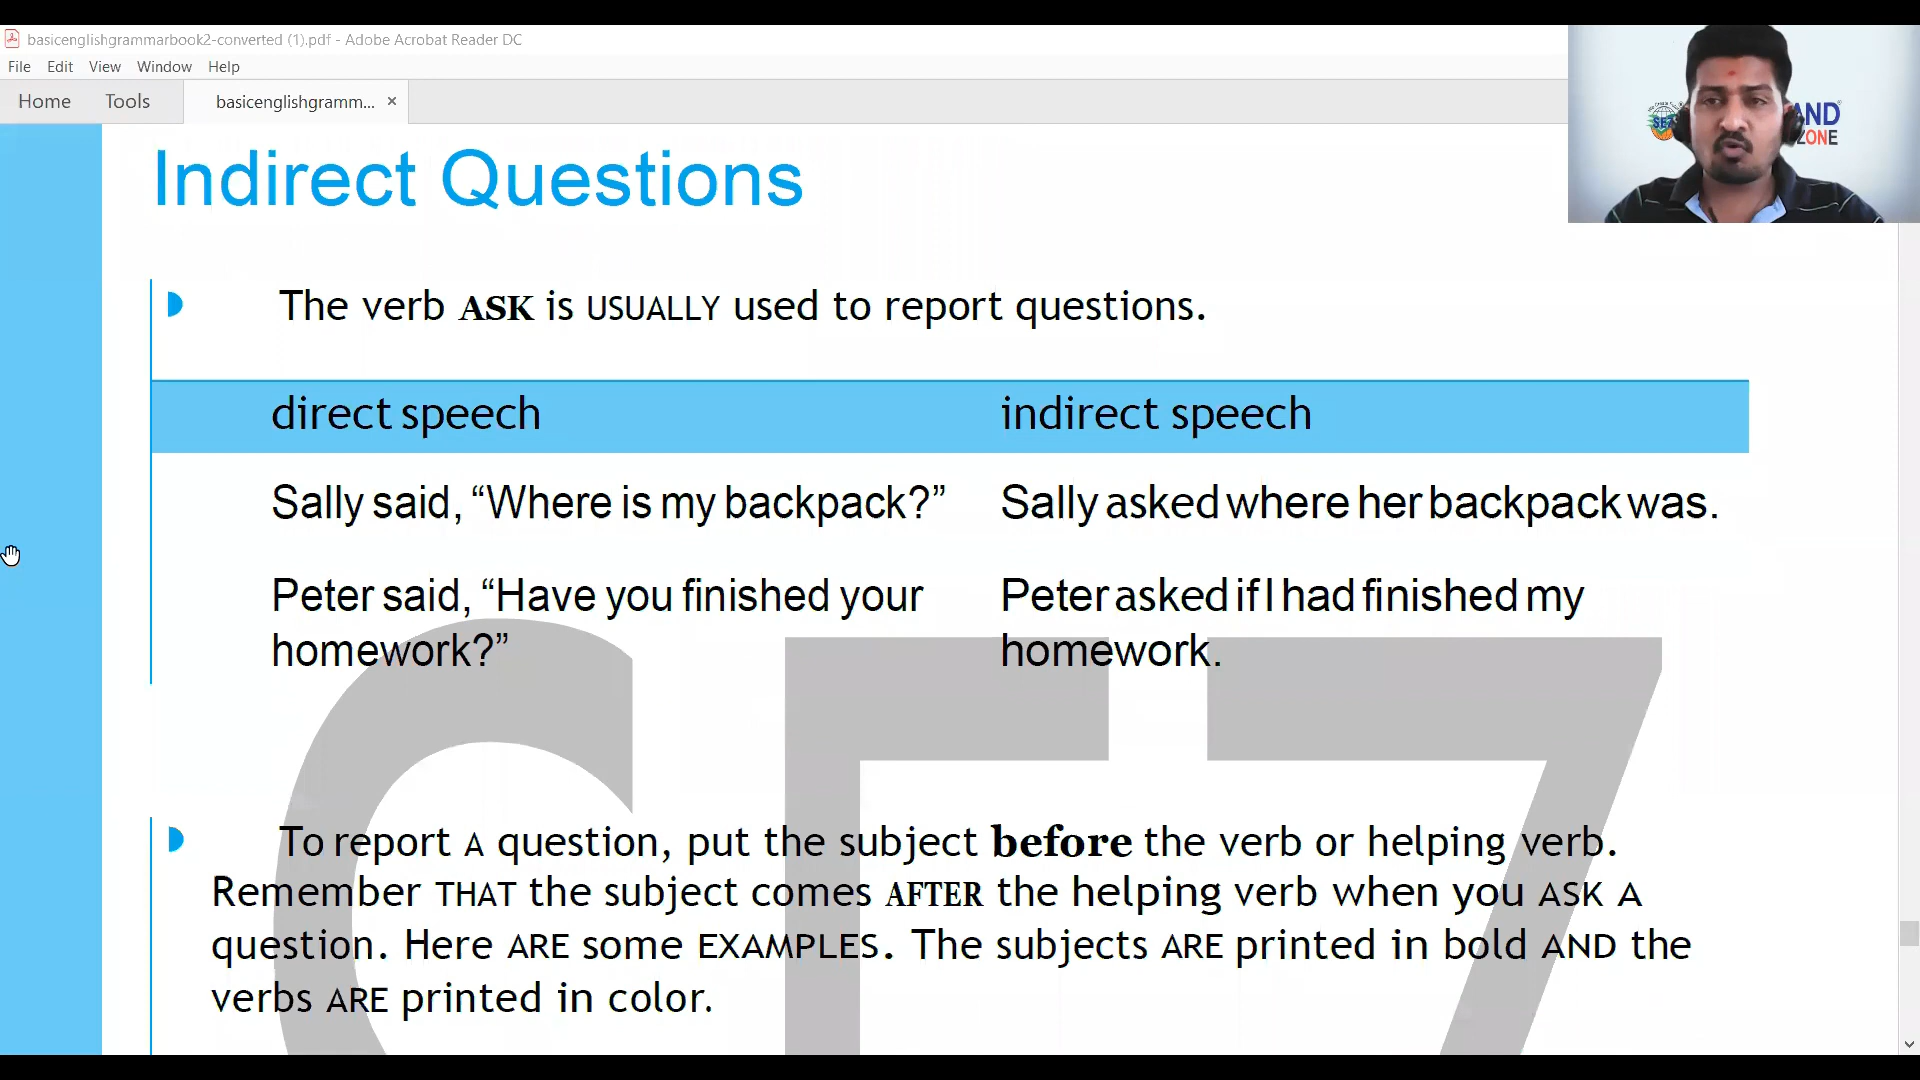 basicenglishgrammarbook2-converted (1).pdf - Adobe Acrobat Reader DC
File Edit View Window Help
Home Tools basicenglishgramm... ×
AND
SEZ
ZONE
Indirect Questions
The verb ASK is USUALLY used to report questions.
direct speech indirect speech
Sally said, “Where is my backpack?” Sally asked where her backpack was.
Peter said, “Have you finished your Peter asked if I had finished my
homework?” homework.
To report A question, put the subject before the verb or helping verb.
Remember THAT the subject comes AFTER the helping verb when you ASK A
question. Here ARE some EXAMPLES. The subjects ARE printed in bold AND the
verbs ARE printed in color.